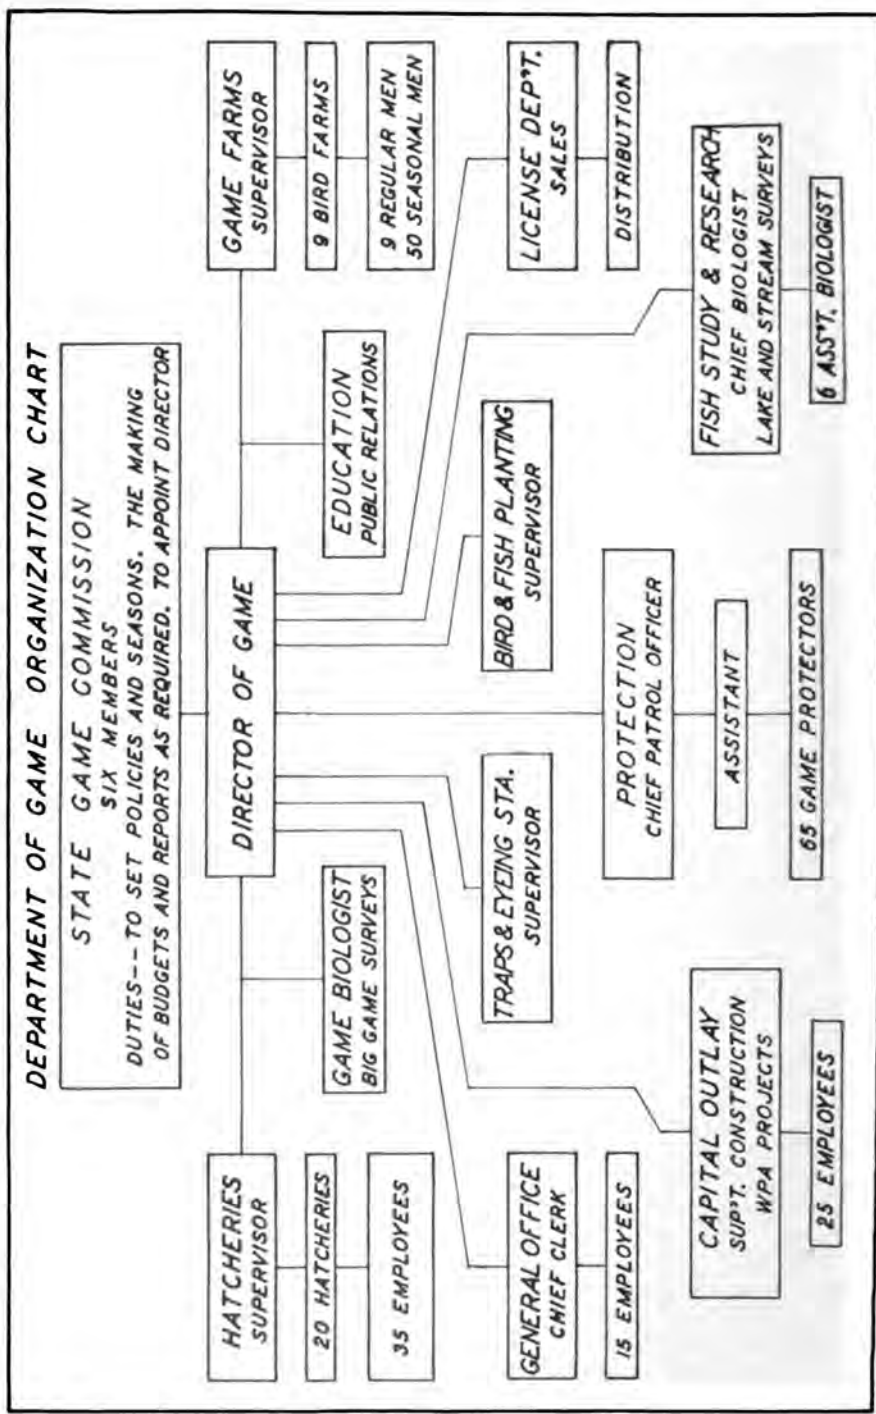 DEPARTMENT OF GAME ORGANIZATION CHART
STATE GAME COMMISSION
SIX MEMBERS
DUTIES-- TO SET POLICIES AND SEASONS. THE MAKING
OF BUDGETS AND REPORTS AS REQUIRED. TO APPOINT DIRECTOR
DIRECTOR OF GAME
HATCHERIES
SUPERVISOR
20 HATCHERIES
35 EMPLOYEES
GAME BIOLOGIST
BIG GAME SURVEYS
EDUCATION
PUBLIC RELATIONS
GAME FARMS
SUPERVISOR
9 BIRD FARMS
9 REGULAR MEN
50 SEASONAL MEN
GENERAL OFFICE
CHIEF CLERK
15 EMPLOYEES
TRAPS & EYEING STA.
SUPERVISOR
BIRD & FISH PLANTING
SUPERVISOR
LICENSE DEP'T.
SALES
DISTRIBUTION
CAPITAL OUTLAY
SUP'T. CONSTRUCTION
WPA PROJECTS
25 EMPLOYEES
PROTECTION
CHIEF PATROL OFFICER
ASSISTANT
65 GAME PROTECTORS
FISH STUDY & RESEARCH
CHIEF BIOLOGIST
LAKE AND STREAM SURVEYS
6 ASS'T. BIOLOGIST